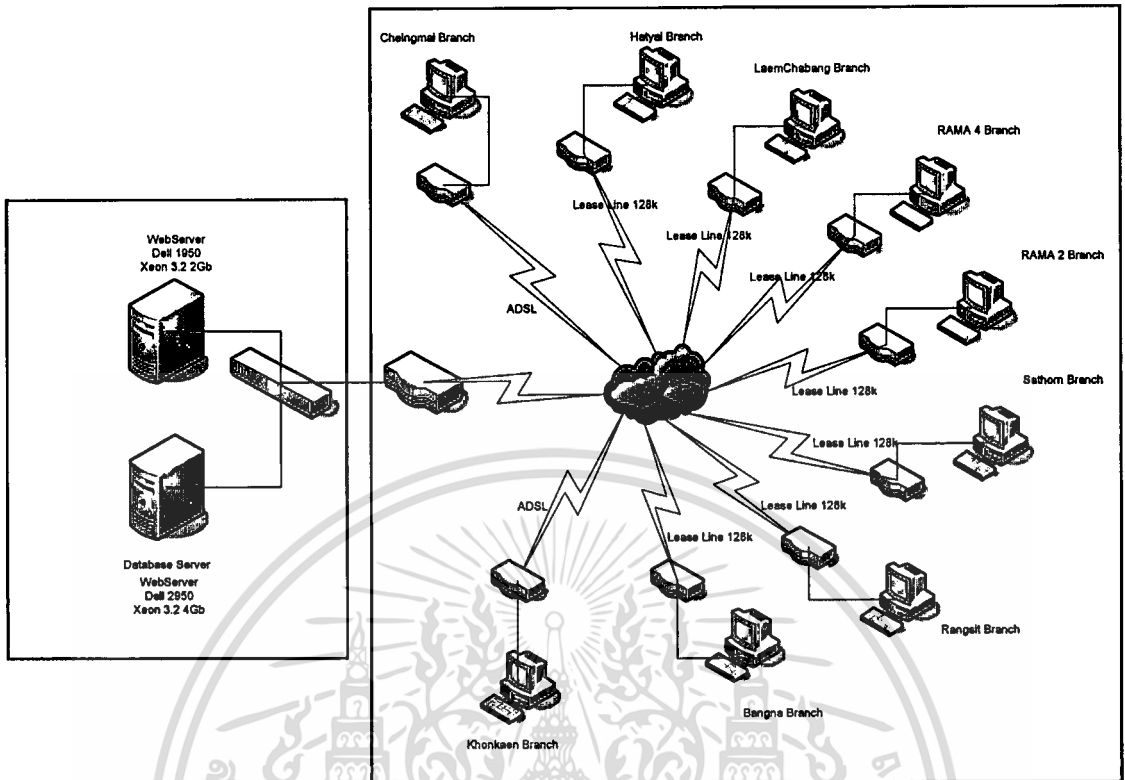 Cheingmai Branch
Hatyai Branch
LaemChabang Branch
RAMA 4 Branch
RAMA 2 Branch
Sathorn Branch
Rangsit Branch
Bangna Branch
Khonkaen Branch
ADSL
Lease Line 128k
Lease Line 128k
Lease Line 128k
Lease Line 128k
Lease Line 128k
Lease Line 128k
Lease Line 128k
ADSL
WebServer
Dell 1950
Xeon 3.2 2Gb
Database Server
WebServer
Dell 2950
Xeon 3.2 4Gb